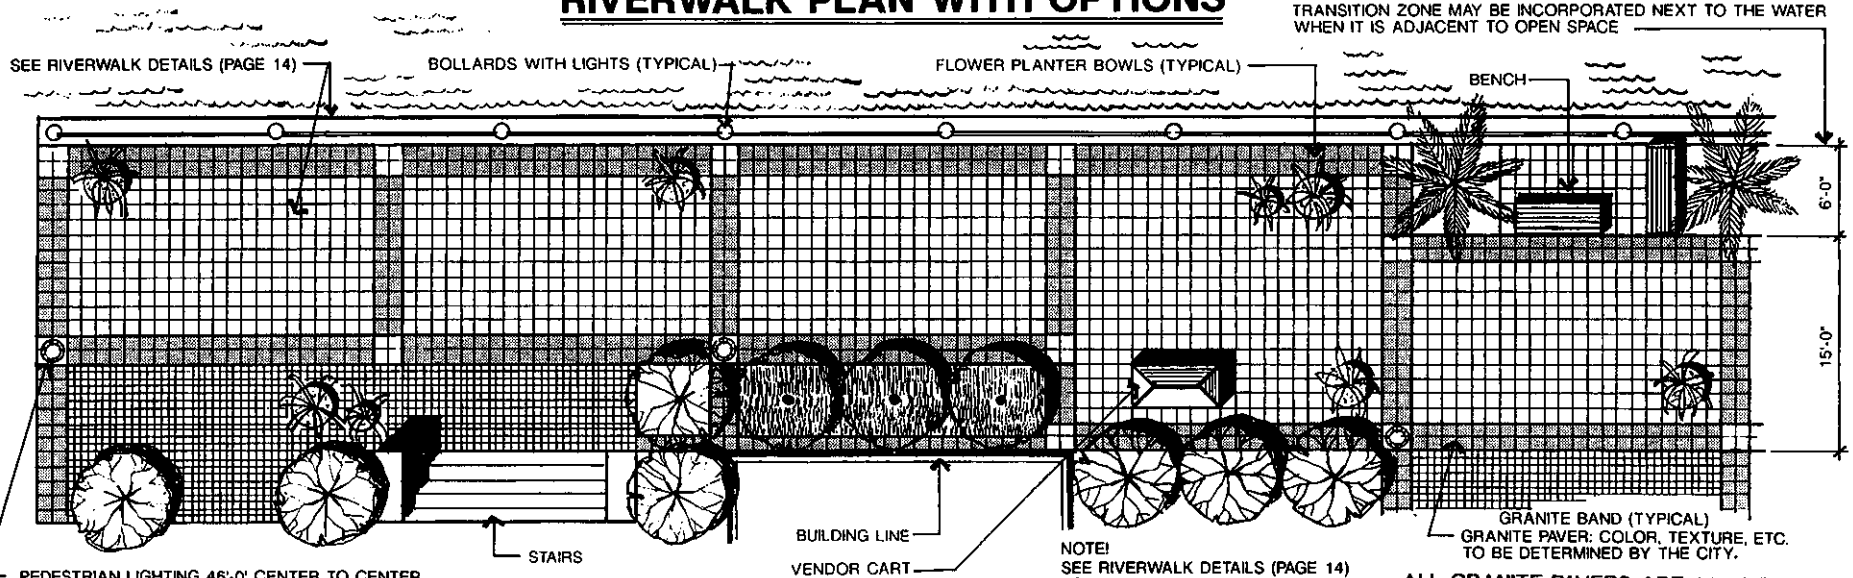 RIVERWALK PLAN WITH OPTIONS
TRANSITION ZONE MAY BE INCORPORATED NEXT TO THE WATER
WHEN IT IS ADJACENT TO OPEN SPACE
SEE RIVERWALK DETAILS (PAGE 14)
BOLLARDS WITH LIGHTS (TYPICAL)
FLOWER PLANTER BOWLS (TYPICAL)
BENCH
6'-0"
15'-0"
STAIRS
BUILDING LINE
VENDOR CART
NOTE!
SEE RIVERWALK DETAILS (PAGE 14)
GRANITE BAND (TYPICAL)
GRANITE PAVER: COLOR, TEXTURE, ETC.
TO BE DETERMINED BY THE CITY.
PEDESTRIAN LIGHTING 46'-0' CENTER TO CENTER
ALL GRANITE PAVERS ARE